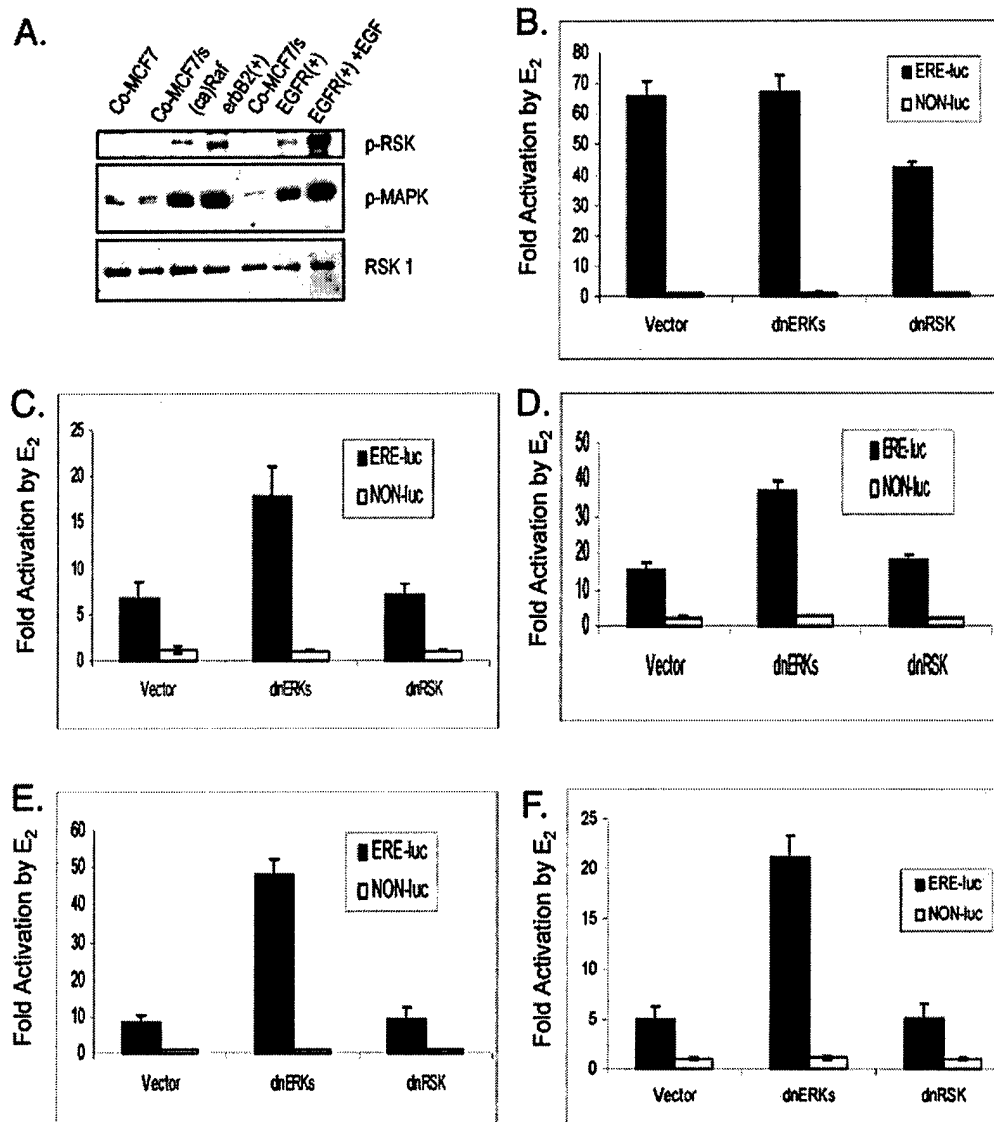 A.
Co-MCF7
Co-MCF7/s
(ca)Raf
erbB2(+)
Co-MCF7/s
EGFR(+)
EGFR(+) +EGF
p-RSK
p-MAPK
RSK 1
B.
Fold Activation by E2
80
70
60
50
40
30
20
10
0
ERE-luc
NON-luc
Vector
dnERKs
dnRSK
C.
Fold Activation by E2
25
20
15
10
5
0
ERE-luc
NON-luc
Vector
dnERKs
dnRSK
D.
Fold Activation by E2
50
40
30
20
10
0
ERE-luc
NON-luc
Vector
dnERKs
dnRSK
E.
Fold Activation by E2
60
50
40
30
20
10
0
ERE-luc
NON-luc
Vector
dnERKs
dnRSK
F.
Fold Activation by E2
25
20
15
10
5
0
ERE-luc
NON-luc
Vector
dnERKs
dnRSK